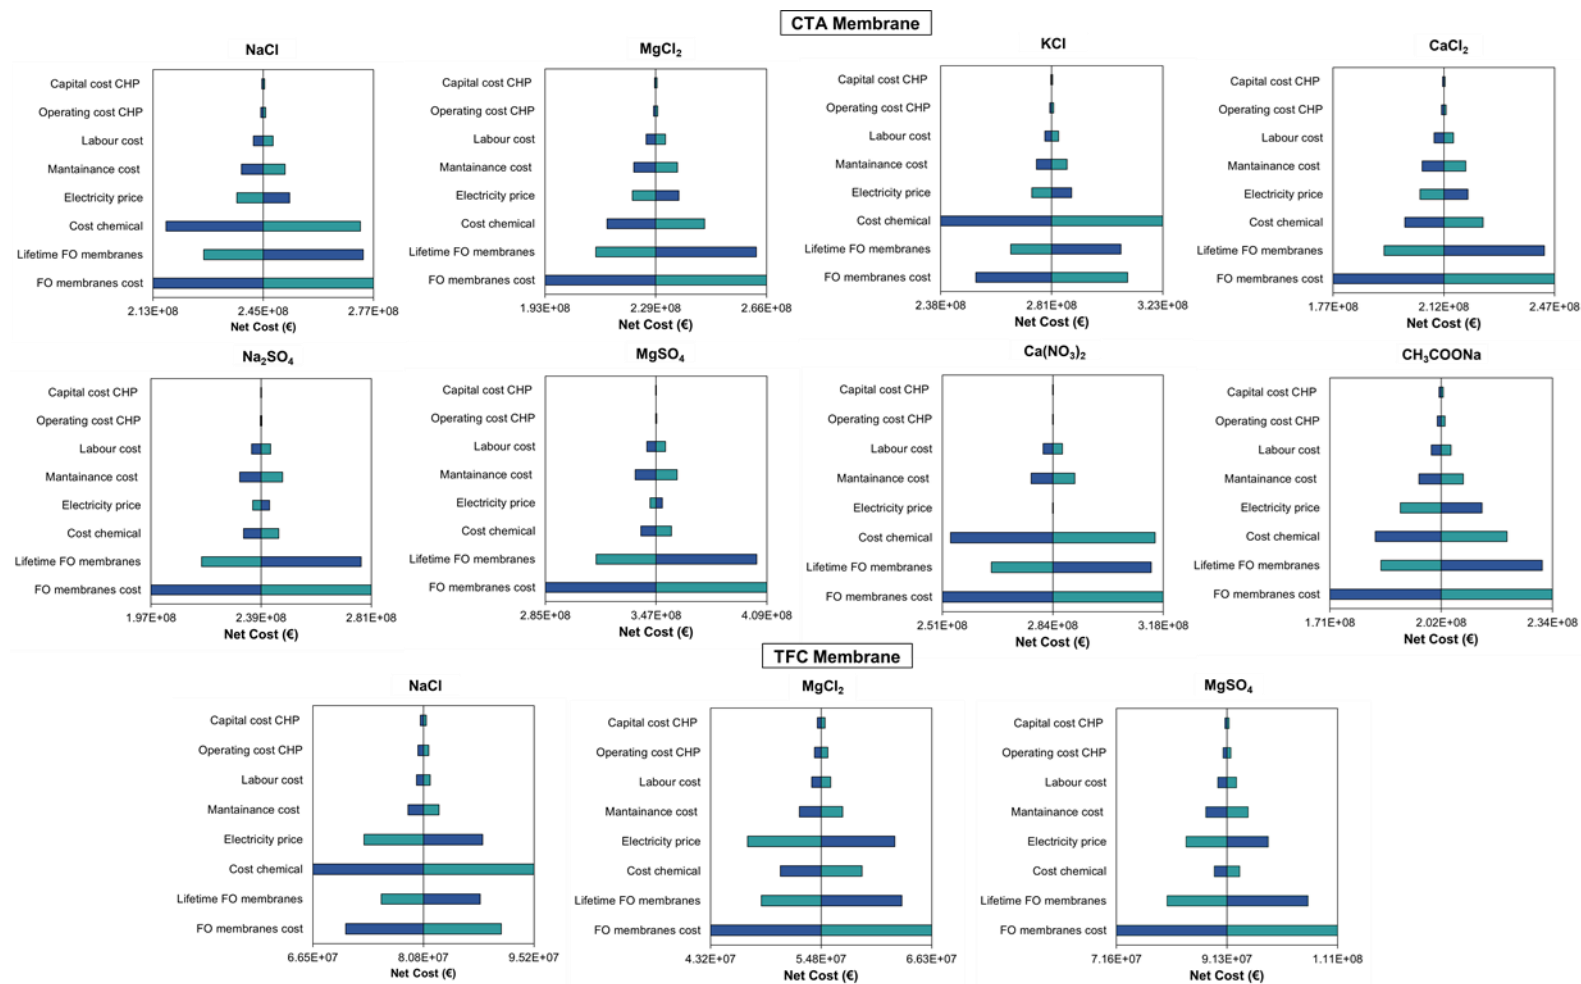 CTA Membrane
NaCl
Capital cost CHP
Operating cost CHP
Labour cost
Mantainance cost
Electricity price
Cost chemical
Lifetime FO membranes
FO membranes cost
2.13E+08 2.45E+08 2.77E+08
Net Cost (€)
MgCl₂
Capital cost CHP
Operating cost CHP
Labour cost
Mantainance cost
Electricity price
Cost chemical
Lifetime FO membranes
FO membranes cost
1.93E+08 2.29E+08 2.66E+08
Net Cost (€)
KCl
Capital cost CHP
Operating cost CHP
Labour cost
Mantainance cost
Electricity price
Cost chemical
Lifetime FO membranes
FO membranes cost
2.38E+08 2.81E+08 3.23E+08
Net Cost (€)
CaCl₂
Capital cost CHP
Operating cost CHP
Labour cost
Mantainance cost
Electricity price
Cost chemical
Lifetime FO membranes
FO membranes cost
1.77E+08 2.12E+08 2.47E+08
Net Cost (€)
Na₂SO₄
Capital cost CHP
Operating cost CHP
Labour cost
Mantainance cost
Electricity price
Cost chemical
Lifetime FO membranes
FO membranes cost
1.97E+08 2.39E+08 2.81E+08
Net Cost (€)
MgSO₄
Capital cost CHP
Operating cost CHP
Labour cost
Mantainance cost
Electricity price
Cost chemical
Lifetime FO membranes
FO membranes cost
2.85E+08 3.47E+08 4.09E+08
Net Cost (€)
Ca(NO₃)₂
Capital cost CHP
Operating cost CHP
Labour cost
Mantainance cost
Electricity price
Cost chemical
Lifetime FO membranes
FO membranes cost
2.51E+08 2.84E+08 3.18E+08
Net Cost (€)
CH₃COONa
Capital cost CHP
Operating cost CHP
Labour cost
Mantainance cost
Electricity price
Cost chemical
Lifetime FO membranes
FO membranes cost
1.71E+08 2.02E+08 2.34E+08
Net Cost (€)
TFC Membrane
NaCl
Capital cost CHP
Operating cost CHP
Labour cost
Mantainance cost
Electricity price
Cost chemical
Lifetime FO membranes
FO membranes cost
6.65E+07 8.08E+07 9.52E+07
Net Cost (€)
MgCl₂
Capital cost CHP
Operating cost CHP
Labour cost
Mantainance cost
Electricity price
Cost chemical
Lifetime FO membranes
FO membranes cost
4.32E+07 5.48E+07 6.63E+07
Net Cost (€)
MgSO₄
Capital cost CHP
Operating cost CHP
Labour cost
Mantainance cost
Electricity price
Cost chemical
Lifetime FO membranes
FO membranes cost
7.16E+07 9.13E+07 1.11E+08
Net Cost (€)